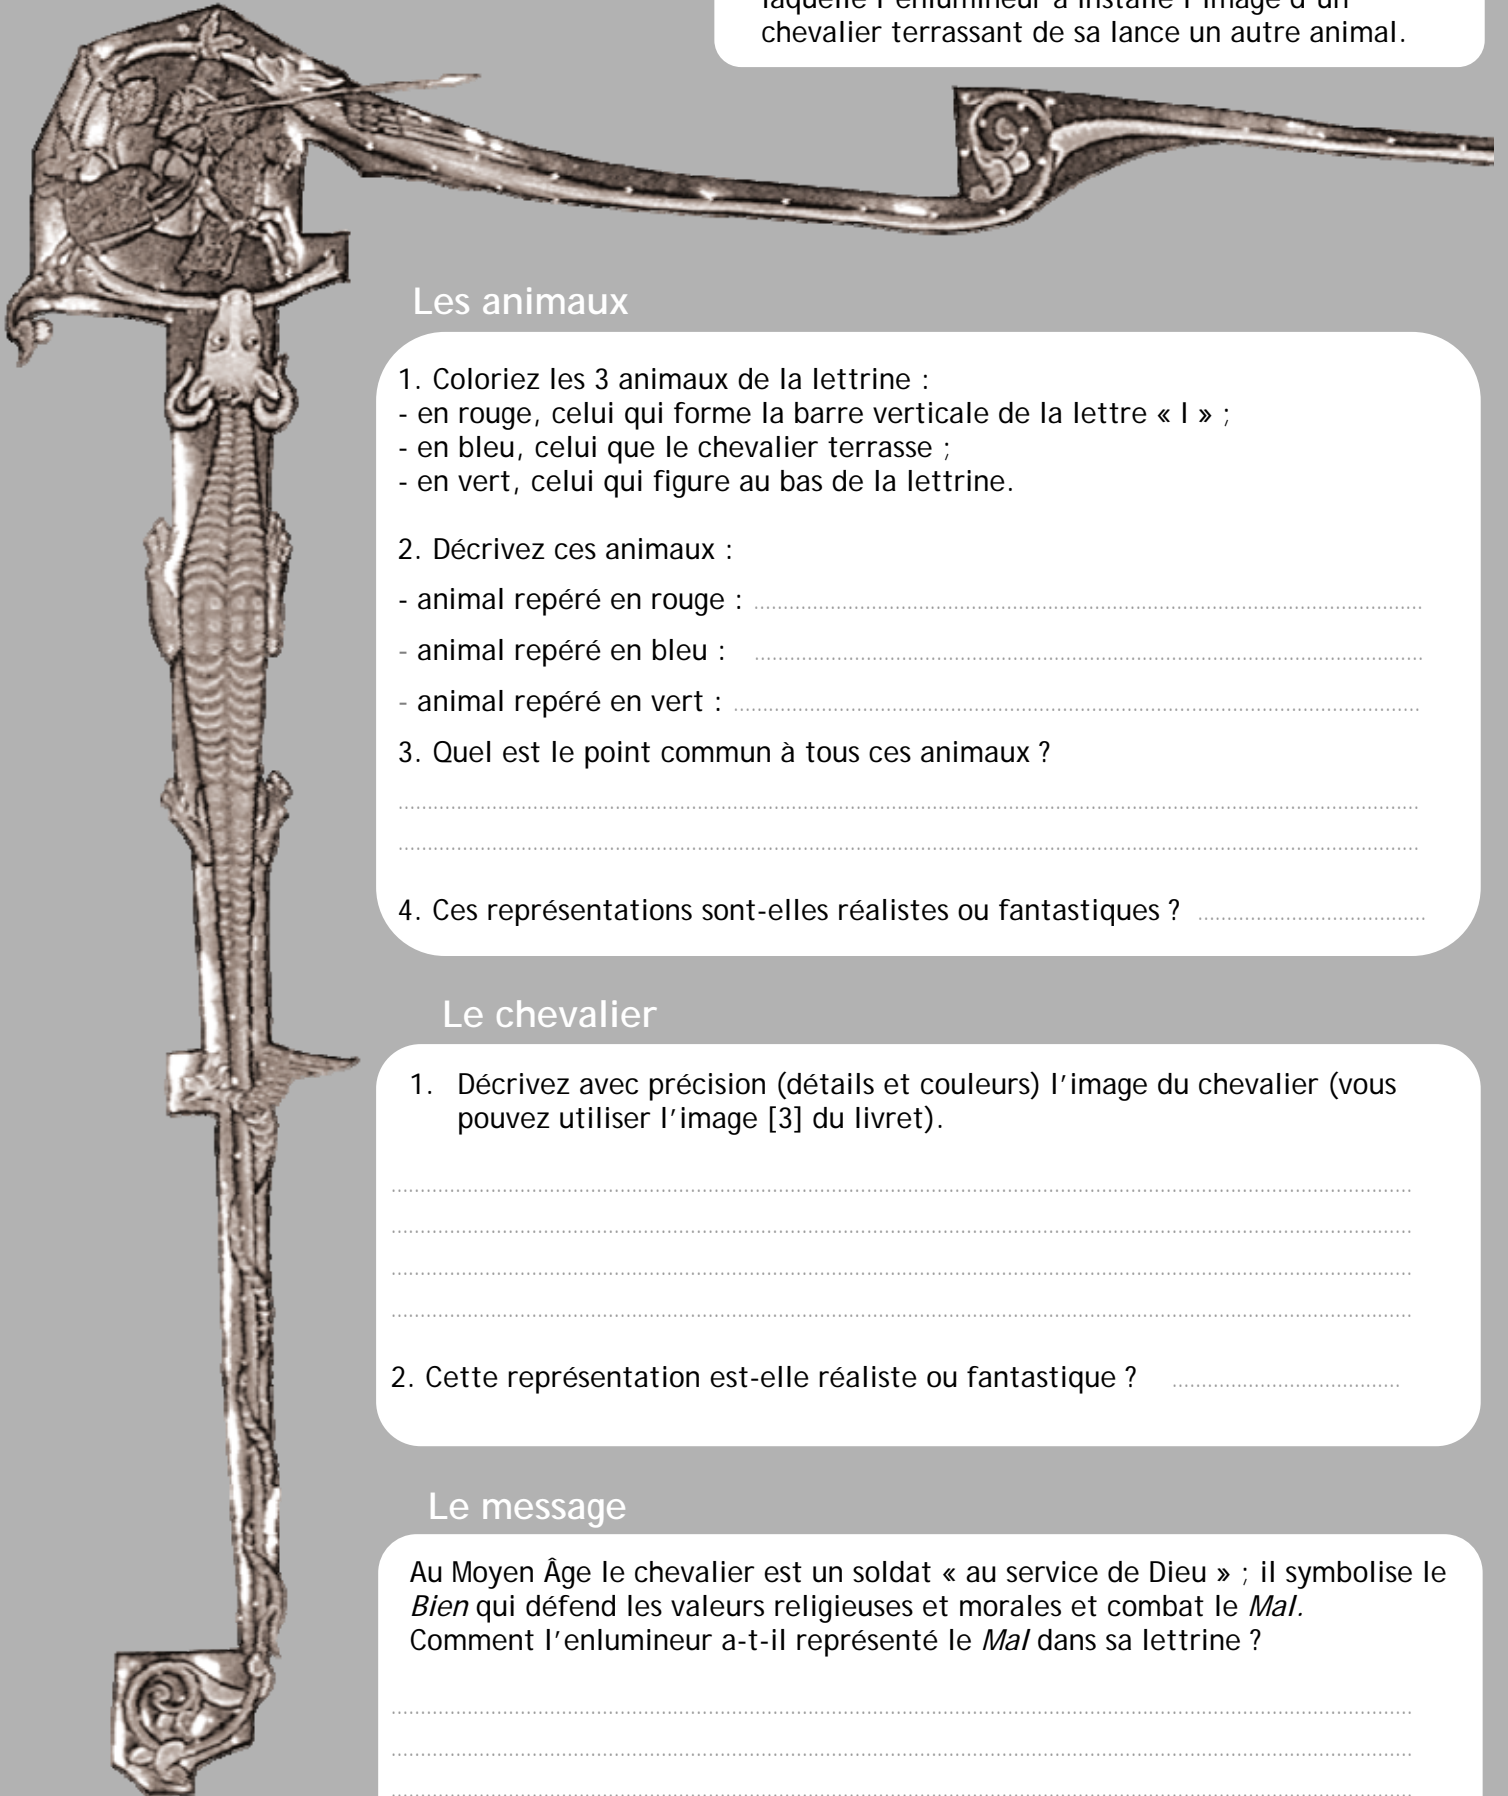 laquelle l'enlumineur a installé l'image d'un
chevalier terrassant de sa lance un autre animal.
Les animaux
1. Coloriez les 3 animaux de la lettrine :
- en rouge, celui qui forme la barre verticale de la lettre « I » ;
- en bleu, celui que le chevalier terrasse ;
- en vert, celui qui figure au bas de la lettrine.
2. Décrivez ces animaux :
- animal repéré en rouge :
- animal repéré en bleu :
- animal repéré en vert :
3. Quel est le point commun à tous ces animaux ?
4. Ces représentations sont-elles réalistes ou fantastiques ?
Le chevalier
1. Décrivez avec précision (détails et couleurs) l'image du chevalier (vous
pouvez utiliser l'image [3] du livret).
2. Cette représentation est-elle réaliste ou fantastique ?
Le message
Au Moyen Âge le chevalier est un soldat « au service de Dieu » ; il symbolise le
Bien qui défend les valeurs religieuses et morales et combat le Mal.
Comment l'enlumineur a-t-il représenté le Mal dans sa lettrine ?